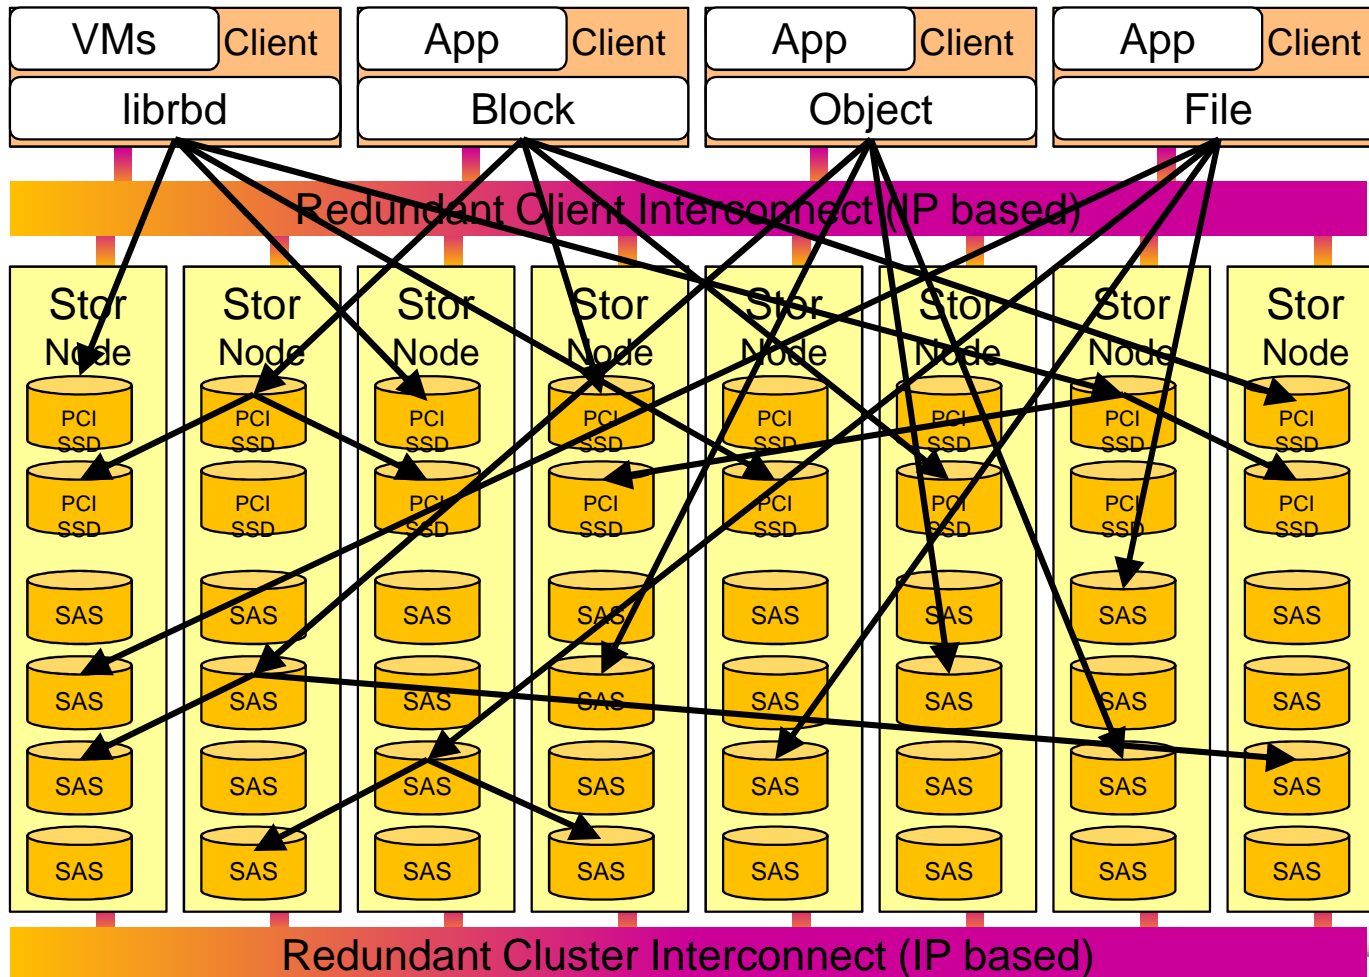 VMs Client App Client App Client App Client
librbd Block Object File
Redundant Client Interconnect (IP based)
Stor Stor Stor Stor Stor Stor Stor Stor
Node Node Node Node Node Node Node Node
PCI PCI PCI PCI PCI PCI PCI PCI
SSD SSD SSD SSD SSD SSD SSD SSD
PCI PCI PCI PCI PCI PCI PCI PCI
SSD SSD SSD SSD SSD SSD SSD SSD
SAS SAS SAS SAS SAS SAS SAS SAS
SAS SAS SAS SAS SAS SAS SAS SAS
SAS SAS SAS SAS SAS SAS SAS SAS
SAS SAS SAS SAS SAS SAS SAS SAS
Redundant Cluster Interconnect (IP based)